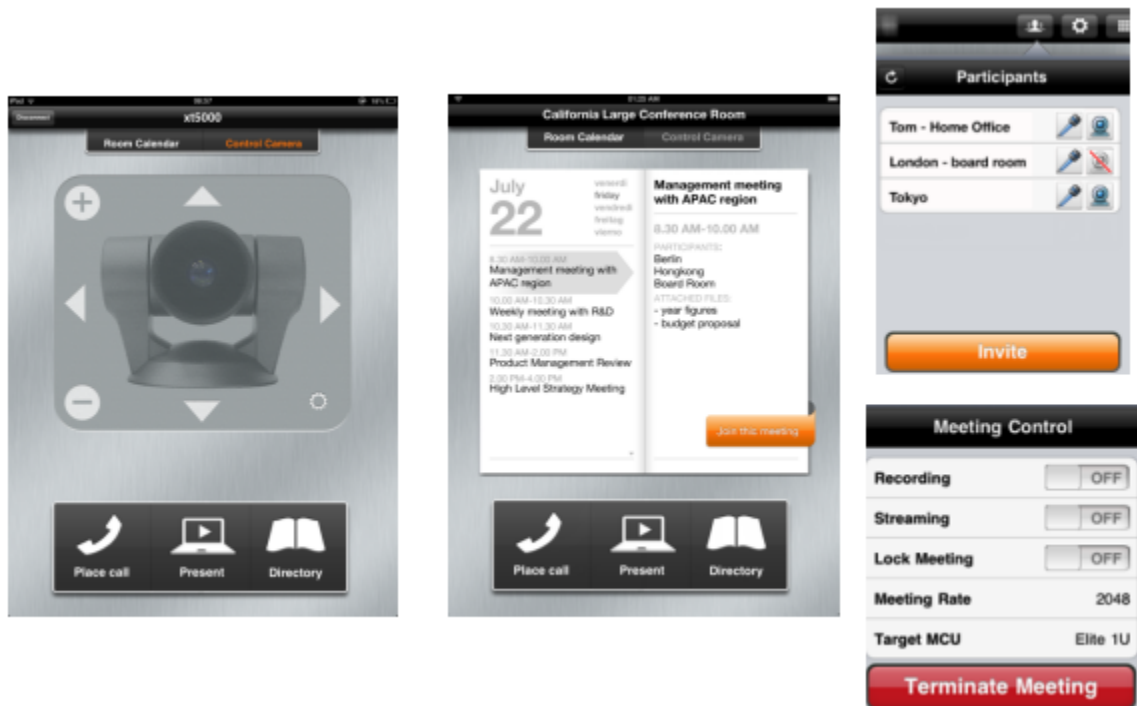 iPad
Disconnect
xt5000
Room Calendar
Control Camera
Place call
Present
Directory
01:25 AM
California Large Conference Room
Room Calendar
Control Camera
July
22
venerdi
friday
vendredi
freitag
8.30 AM-10.00 AM
Management meeting with
APAC region
10.00 AM-10.30 AM
Weekly meeting with R&D
10.30 AM-11.30 AM
Next generation design
11.30 AM-2.00 PM
Product Management Review
2.00 PM-4.00 PM
High Level Strategy Meeting
Management meeting
with APAC region
8.30 AM-10.00 AM
PARTICIPANTS:
Berlin
Hongkong
Board Room
ATTACHED FILES:
- year figures
- budget proposal
Join this meeting
Place call
Present
Directory
Participants
Tom - Home Office
London - board room
Tokyo
Invite
Meeting Control
Recording OFF
Streaming OFF
Lock Meeting OFF
Meeting Rate 2048
Target MCU Elite 1U
Terminate Meeting